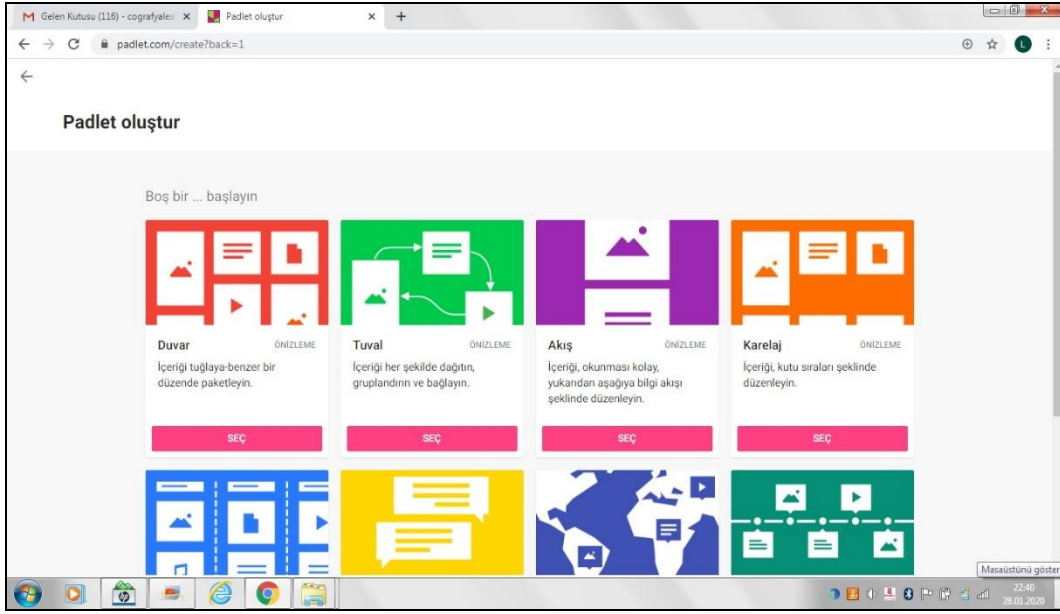 Gelen Kutusu (116) - cografyalea
Padlet oluştur
padlet.com/create?back=1
L
Padlet oluştur
Boş bir ... başlayın
Duvar ÖNİZLEME
İçeriği tuğlaya-benzer bir
düzende paketleyin.
SEÇ
Tuval ÖNİZLEME
İçeriği her şekilde dağıtın,
gruplandırın ve bağlayın.
SEÇ
Akış ÖNİZLEME
İçeriği, okunması kolay,
yukarıdan aşağıya bilgi akışı
şeklinde düzenleyin.
SEÇ
Karelaj ÖNİZLEME
İçeriği, kutu sıraları şeklinde
düzenleyin.
SEÇ
Masaüstünü göster
22:40
28.01.2020